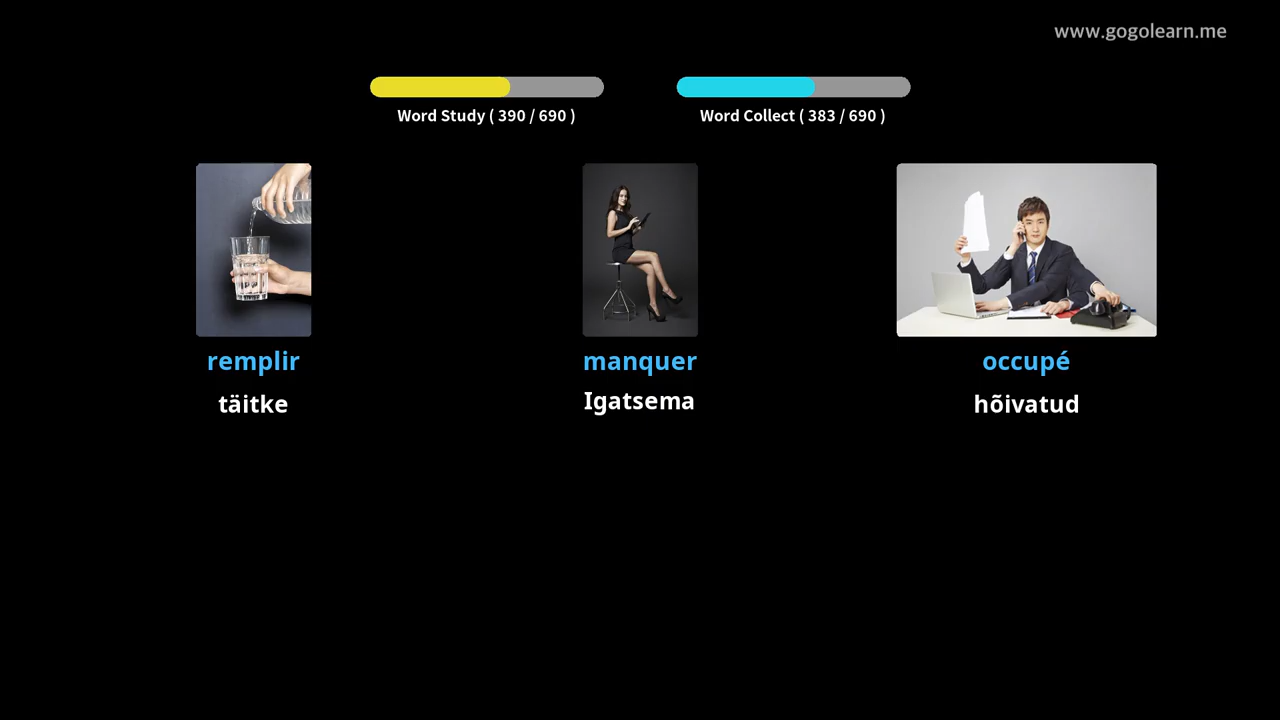 www.gogolearn.me
Word Study ( 390 / 690 )
Word Collect ( 383 / 690 )
remplir
manquer
occupé
täitke
Igatsema
hõivatud